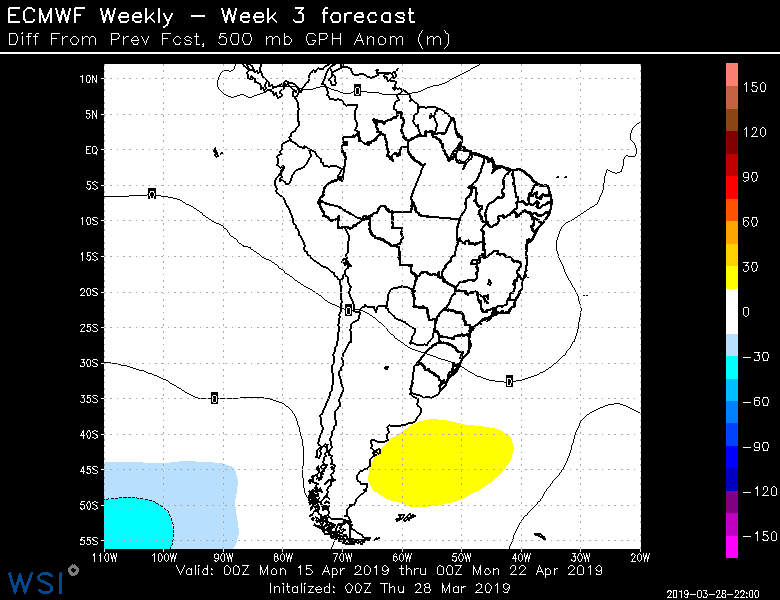 ECMWF Weekly – Week 3 forecast
Diff From Prev Fcst, 500 mb GPH Anom (m)
10N
5N
EQ
5S
10S
15S
20S
25S
30S
35S
40S
45S
50S
55S
0
0
0
0
0
110W 100W 90W 80W 70W 60W 50W 40W 30W 20W
150
120
90
60
30
0
−30
−60
−90
−120
−150
Valid: 00Z Mon 15 Apr 2019 thru 00Z Mon 22 Apr 2019
Initalized: 00Z Thu 28 Mar 2019
WSI
2019-03-28-22:00